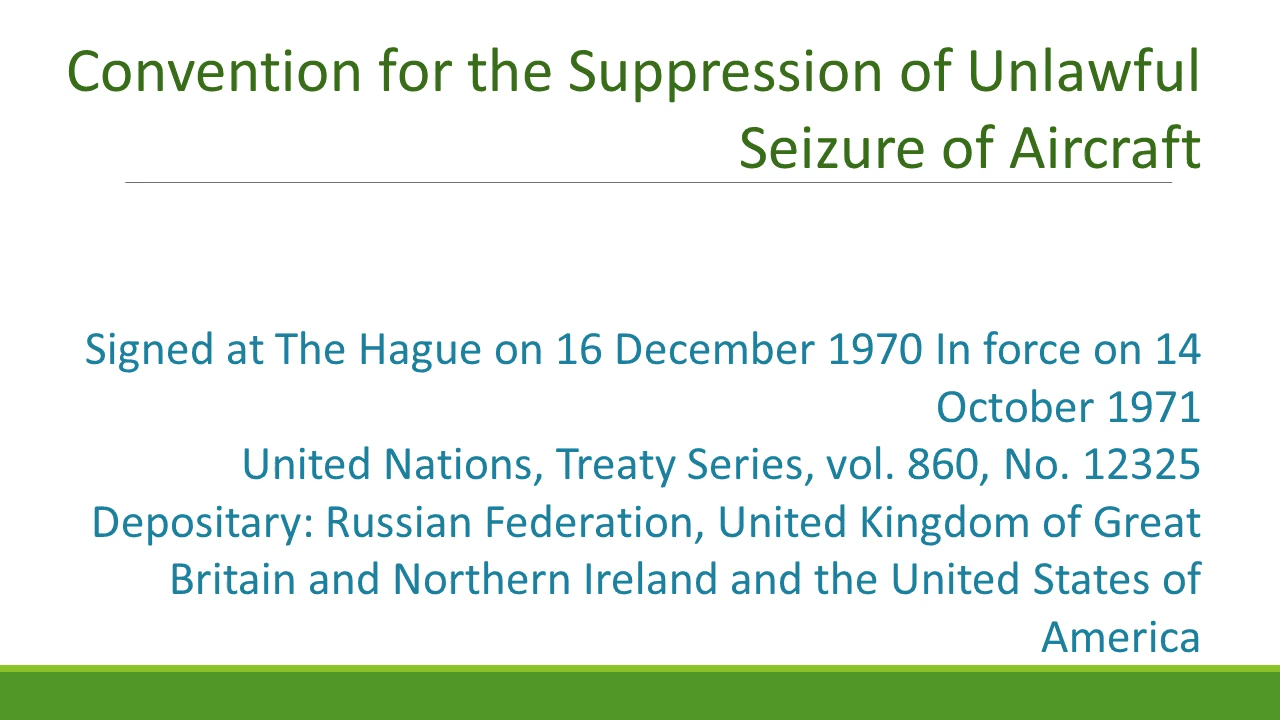 Convention for the Suppression of Unlawful
Seizure of Aircraft
Signed at The Hague on 16 December 1970 In force on 14
October 1971
United Nations, Treaty Series, vol. 860, No. 12325
Depositary: Russian Federation, United Kingdom of Great
Britain and Northern Ireland and the United States of
America